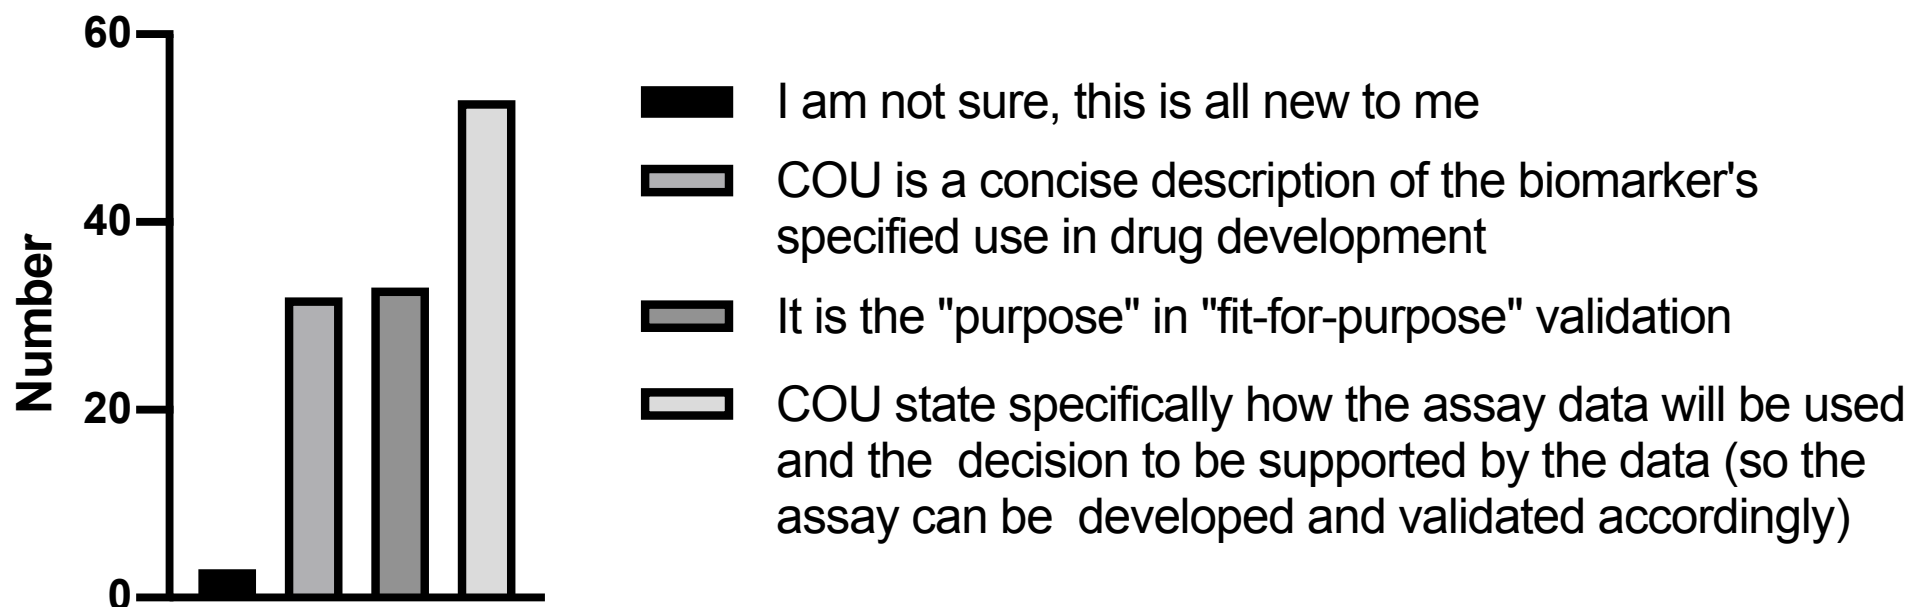 60
40
20
0
Number
I am not sure, this is all new to me
COU is a concise description of the biomarker's
specified use in drug development
It is the "purpose" in "fit-for-purpose" validation
COU state specifically how the assay data will be used
and the  decision to be supported by the data (so the
assay can be  developed and validated accordingly)